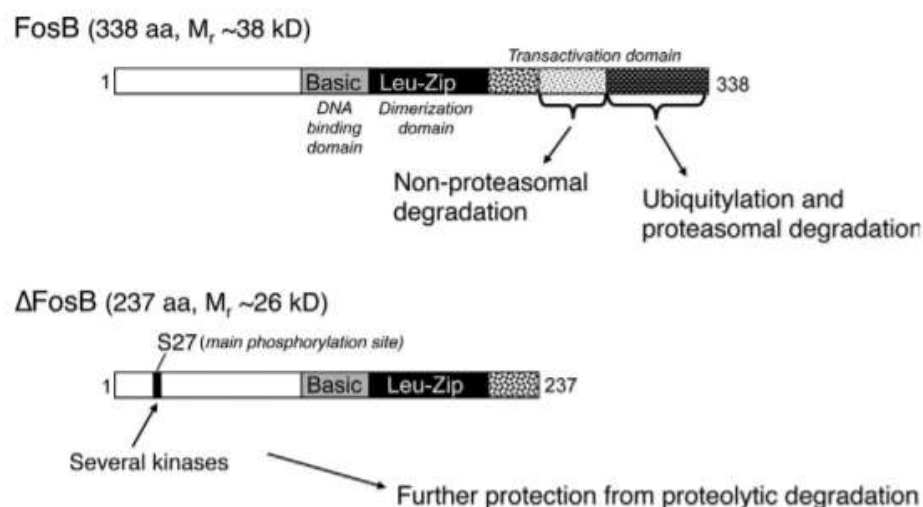 FosB (338 aa, Mr ~38 kD)
Transactivation domain
1 Basic Leu-Zip 338
DNA binding domain
Dimerization domain
Non-proteasomal
degradation
Ubiquitylation and
proteasomal degradation
ΔFosB (237 aa, Mr ~26 kD)
S27 (main phosphorylation site)
1 Basic Leu-Zip 237
Several kinases
Further protection from proteolytic degradation